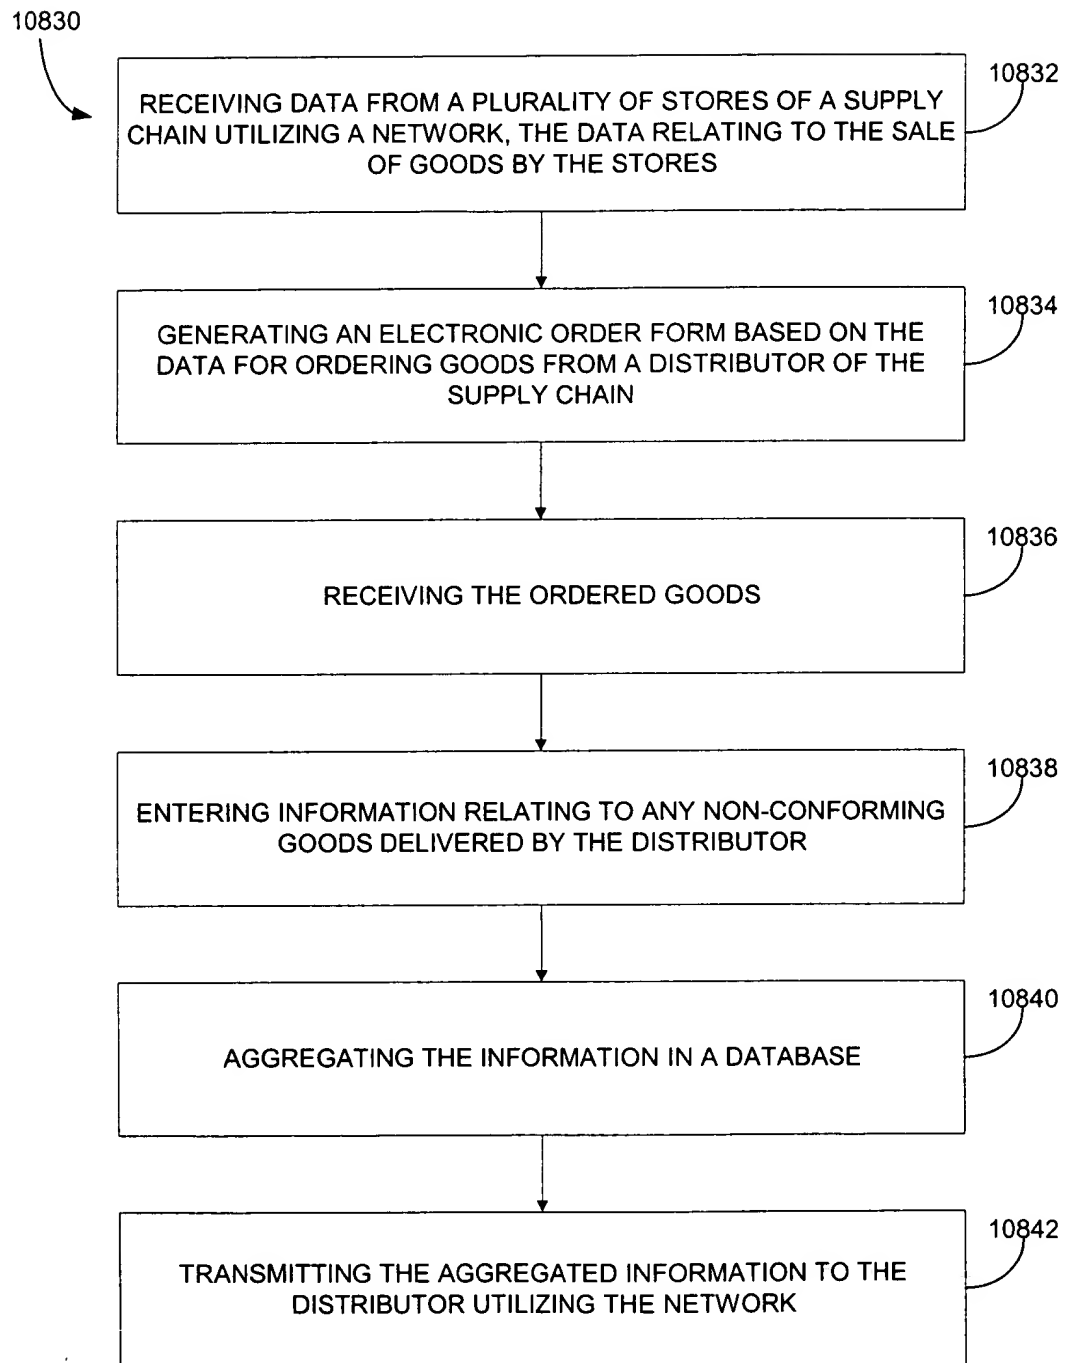 10830
10832
RECEIVING DATA FROM A PLURALITY OF STORES OF A SUPPLY
CHAIN UTILIZING A NETWORK, THE DATA RELATING TO THE SALE
OF GOODS BY THE STORES
10834
GENERATING AN ELECTRONIC ORDER FORM BASED ON THE
DATA FOR ORDERING GOODS FROM A DISTRIBUTOR OF THE
SUPPLY CHAIN
10836
RECEIVING THE ORDERED GOODS
10838
ENTERING INFORMATION RELATING TO ANY NON-CONFORMING
GOODS DELIVERED BY THE DISTRIBUTOR
10840
AGGREGATING THE INFORMATION IN A DATABASE
10842
TRANSMITTING THE AGGREGATED INFORMATION TO THE
DISTRIBUTOR UTILIZING THE NETWORK